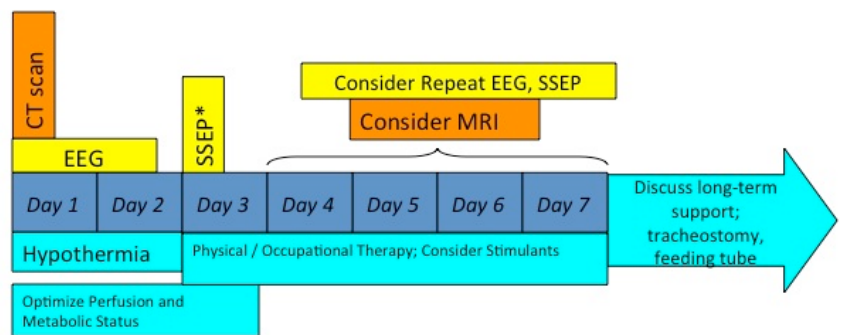 CT scan
EEG
SSEP*
Consider Repeat EEG, SSEP
Consider MRI
Day 1
Day 2
Day 3
Day 4
Day 5
Day 6
Day 7
Hypothermia
Physical / Occupational Therapy; Consider Stimulants
Optimize Perfusion and
Metabolic Status
Discuss long-term
support;
tracheostomy,
feeding tube